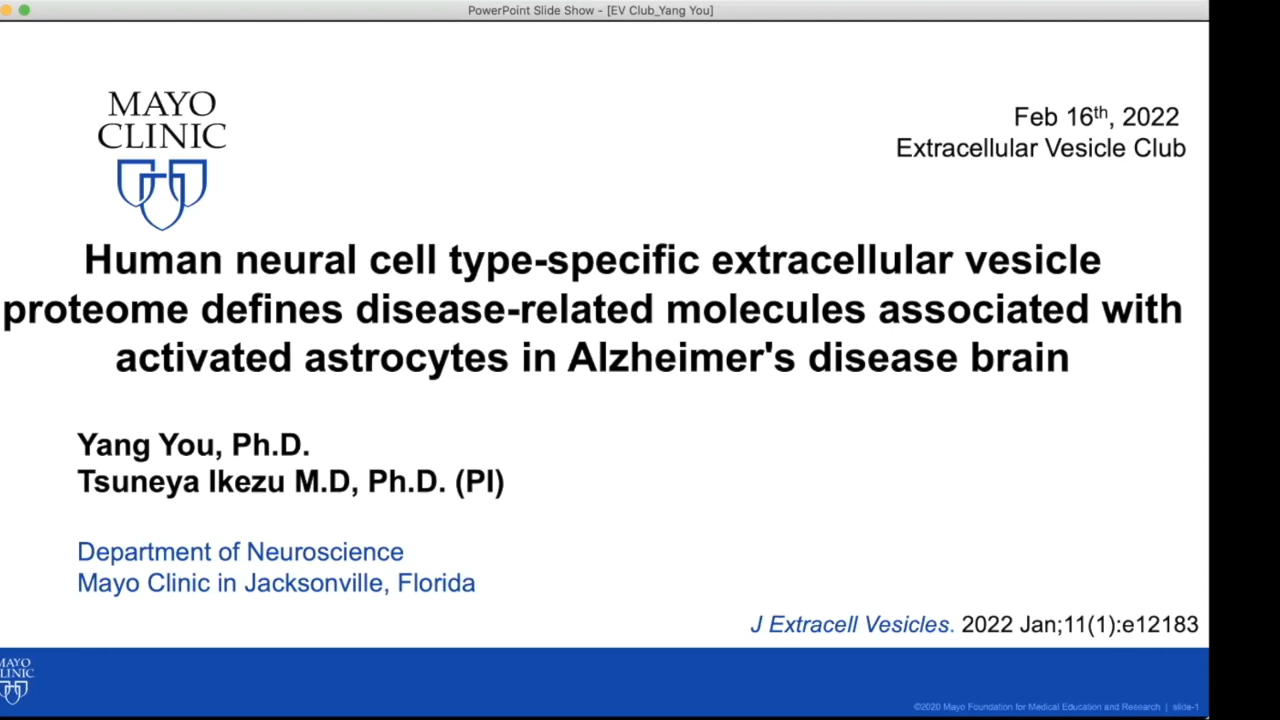 PowerPoint Slide Show - [EV Club_Yang You]
MAYO
CLINIC
Feb 16th, 2022
Extracellular Vesicle Club
Human neural cell type-specific extracellular vesicle
proteome defines disease-related molecules associated with
activated astrocytes in Alzheimer's disease brain
Yang You, Ph.D.
Tsuneya Ikezu M.D, Ph.D. (PI)
Department of Neuroscience
Mayo Clinic in Jacksonville, Florida
J Extracell Vesicles. 2022 Jan;11(1):e12183
MAYO
CLINIC
©2020 Mayo Foundation for Medical Education and Research | slide-1